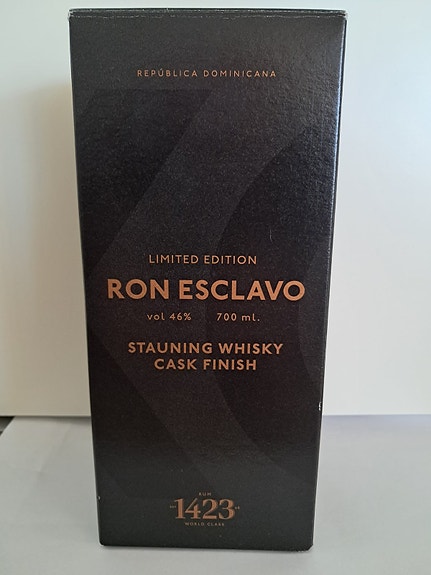 REPÚBLICA DOMINICANA
LIMITED EDITION
RON ESCLAVO
vol 46% 700 ml.
STAUNING WHISKY
CASK FINISH
RUM
1423
WORLD CLASS